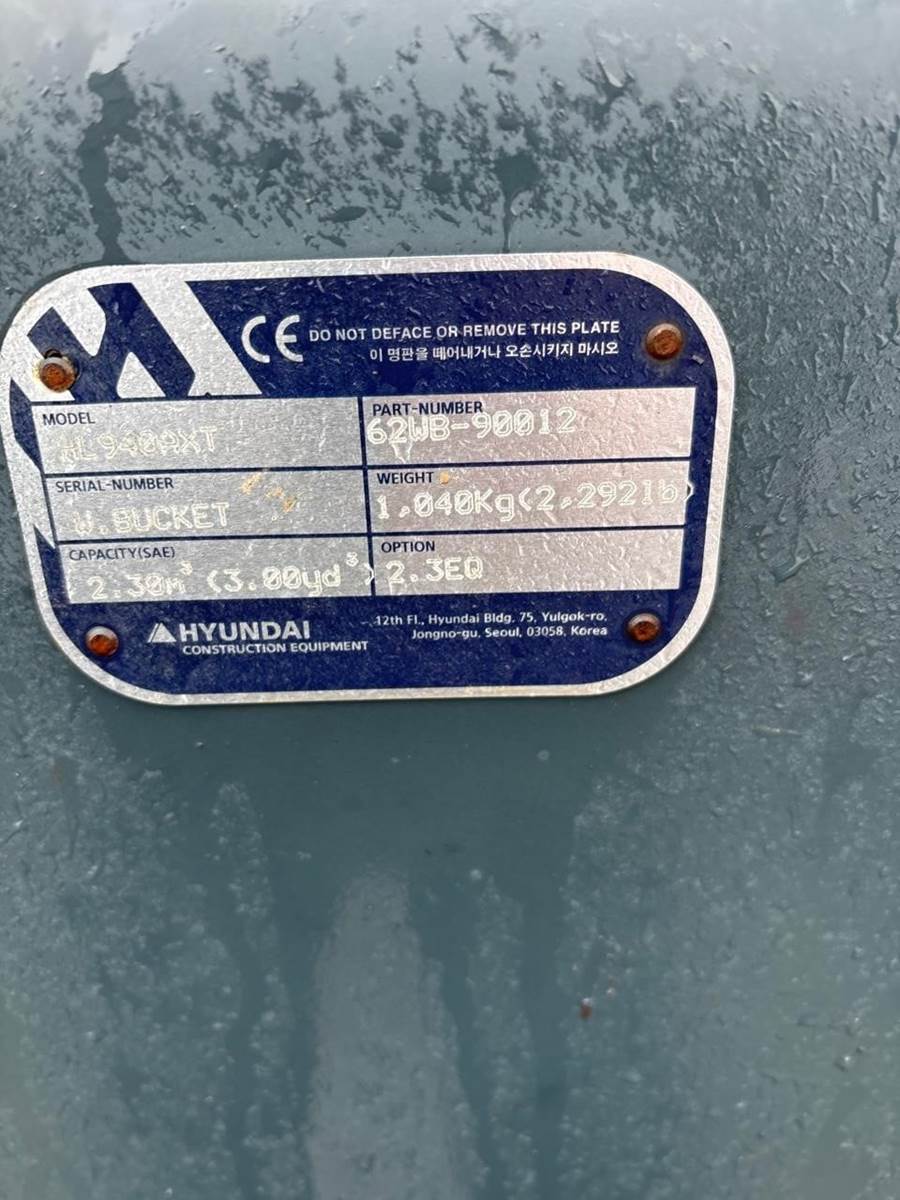 CE DO NOT DEFACE OR REMOVE THIS PLATE
이 명판을 떼어내거나 오손시키지 마시오
MODEL
HL940AXT
PART-NUMBER
62WB-90012
SERIAL-NUMBER
W.BUCKET
WEIGHT
1,040Kg(2,292lb)
CAPACITY(SAE)
2.30m³(3.00yd³)
OPTION
2.3EQ
HYUNDAI
CONSTRUCTION EQUIPMENT
12th Fl., Hyundai Bldg. 75, Yulgok-ro,
Jongno-gu, Seoul, 03058, Korea